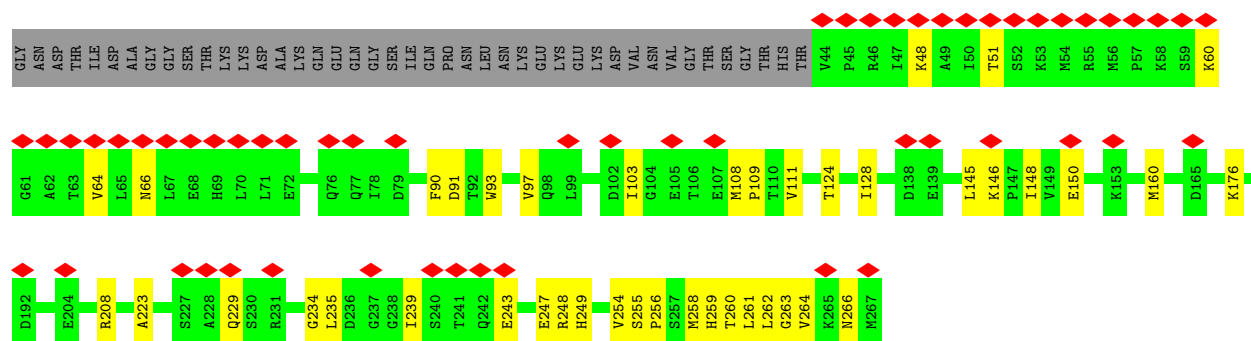 GLY ASN ASP THR ILE ASP ALA GLY GLY SER THR LYS LYS ASP ALA LYS GLN GLU GLN GLY SER ILE GLN PRO ASN LEU ASN LYS GLU LYS GLU LYS ASP VAL ASN VAL GLY THR SER GLY THR HIS THR V44 P45 R46 I47 K48 A49 I50 T51 S52 K53 M54 R55 M56 P57 K58 S59 K60
G61 A62 T63 V64 L65 N66 L67 E68 H69 L70 L71 E72 Q76 Q77 I78 D79 F90 D91 T92 W93 V97 Q98 L99 D102 I103 G104 E105 T106 E107 M108 P109 T110 V111 T124 I128 D138 E139 L145 K146 P147 I148 V149 E150 K153 M160 D165 K176
D192 E204 R208 A223 S227 A228 Q229 S230 R231 G234 L235 D236 G237 G238 I239 S240 T241 Q242 E243 E247 R248 H249 V254 S255 P256 S257 M258 H259 T260 L261 L262 G263 V264 K265 N266 M267